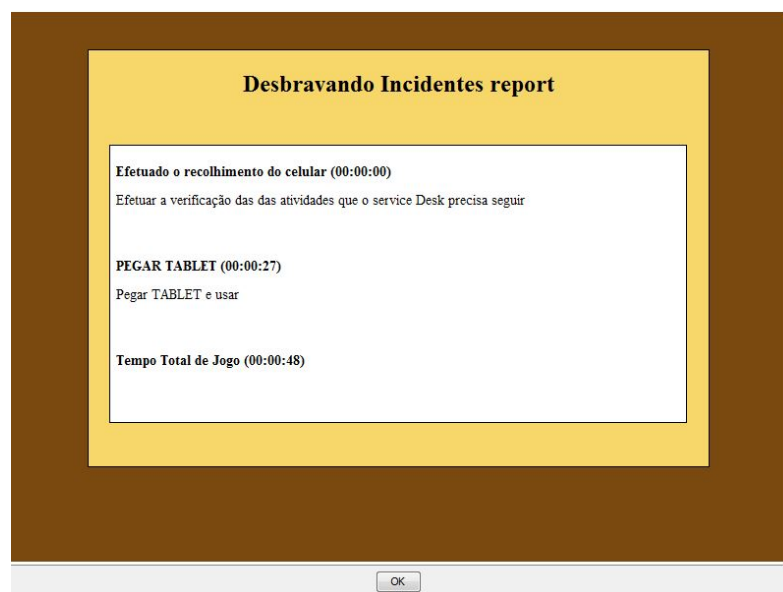 Desbravando Incidentes report
Efetuado o recolhimento do celular (00:00:00)
Efetuar a verificação das das atividades que o service Desk precisa seguir
PEGAR TABLET (00:00:27)
Pegar TABLET e usar
Tempo Total de Jogo (00:00:48)
OK